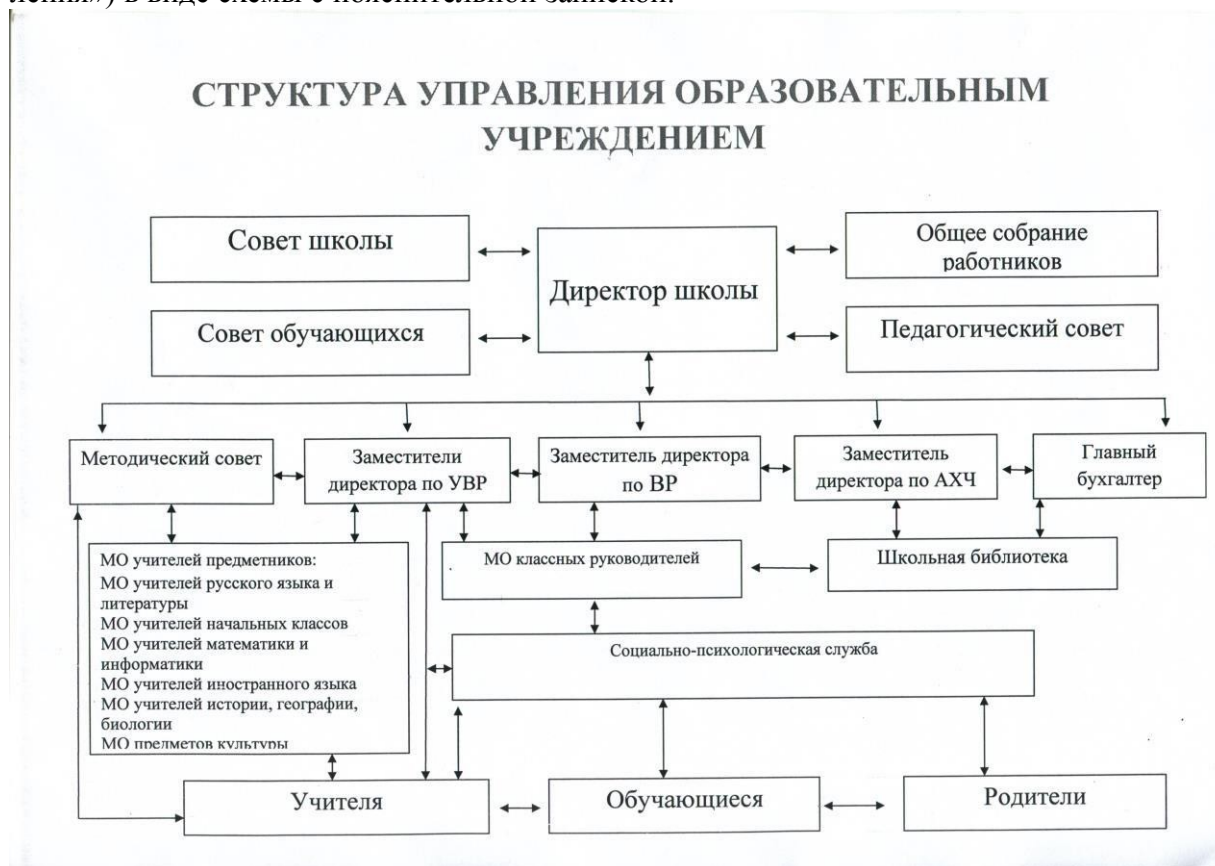 ления») в виде схемы с пояснительной запиской.
СТРУКТУРА УПРАВЛЕНИЯ ОБРАЗОВАТЕЛЬНЫМ
УЧРЕЖДЕНИЕМ
Совет школы
Директор школы
Общее собрание
работников
Совет обучающихся
Педагогический совет
Методический совет
Заместители
директора по УВР
Заместитель директора
по ВР
Заместитель
директора по АХЧ
Главный
бухгалтер
МО учителей предметников:
МО учителей русского языка и
литературы
МО учителей начальных классов
МО учителей математики и
информатики
МО учителей иностранного языка
МО учителей истории, географии,
биологии
МО предметов культуры
МО классных руководителей
Школьная библиотека
Социально-психологическая служба
Учителя
Обучающиеся
Родители